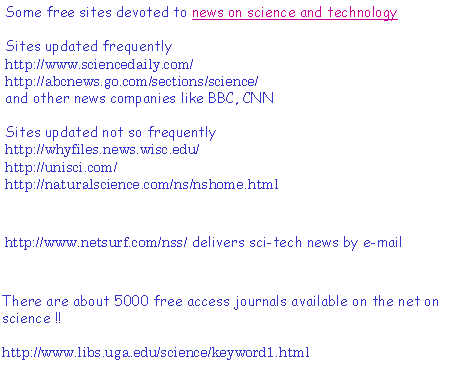 Some free sites devoted to news on science and technology
Sites updated frequently
http://www.sciencedaily.com/
http://abcnews.go.com/sections/science/
and other news companies like BBC, CNN
Sites updated not so frequently
http://whyfiles.news.wisc.edu/
http://unisci.com/
http://naturalscience.com/ns/nshome.html
http://www.netsurf.com/nss/ delivers sci-tech news by e-mail
There are about 5000 free access journals available on the net on
science !!
http://www.libs.uga.edu/science/keyword1.html